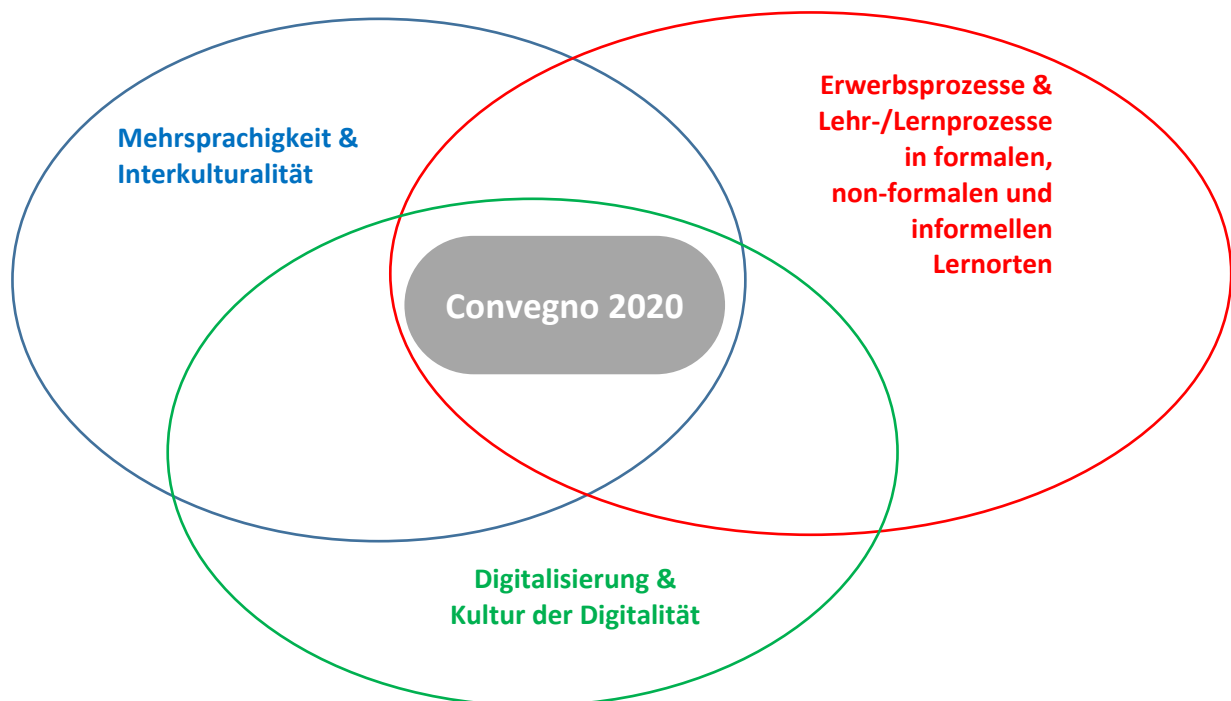 Mehrsprachigkeit &
Interkulturalität
Erwerbsprozesse &
Lehr-/Lernprozesse
in formalen,
non-formalen und
informellen
Lernorten
Convegno 2020
Digitalisierung &
Kultur der Digitalität